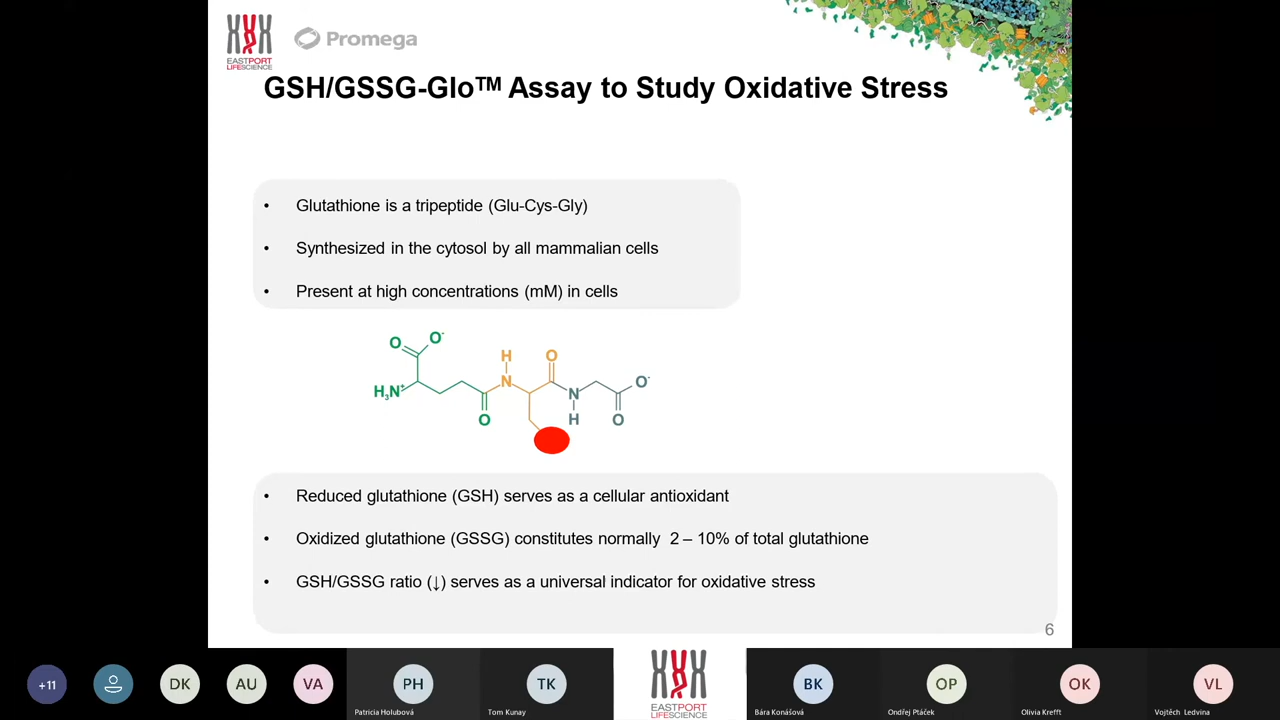 EASTPORT
LIFESCIENCE
Promega
GSH/GSSG-Glo™ Assay to Study Oxidative Stress
• Glutathione is a tripeptide (Glu-Cys-Gly)
• Synthesized in the cytosol by all mammalian cells
• Present at high concentrations (mM) in cells
O O⁻
H₃N⁺
O
H
N
O
N
H
O⁻
O
• Reduced glutathione (GSH) serves as a cellular antioxidant
• Oxidized glutathione (GSSG) constitutes normally 2 – 10% of total glutathione
• GSH/GSSG ratio (↓) serves as a universal indicator for oxidative stress
6
+11
DK
AU
VA
PH
Patricia Holubová
TK
Tom Kunay
EASTPORT
LIFESCIENCE
BK
Bára Konášová
OP
Ondřej Ptáček
OK
Olivia Krefft
VL
Vojtěch Ledvina